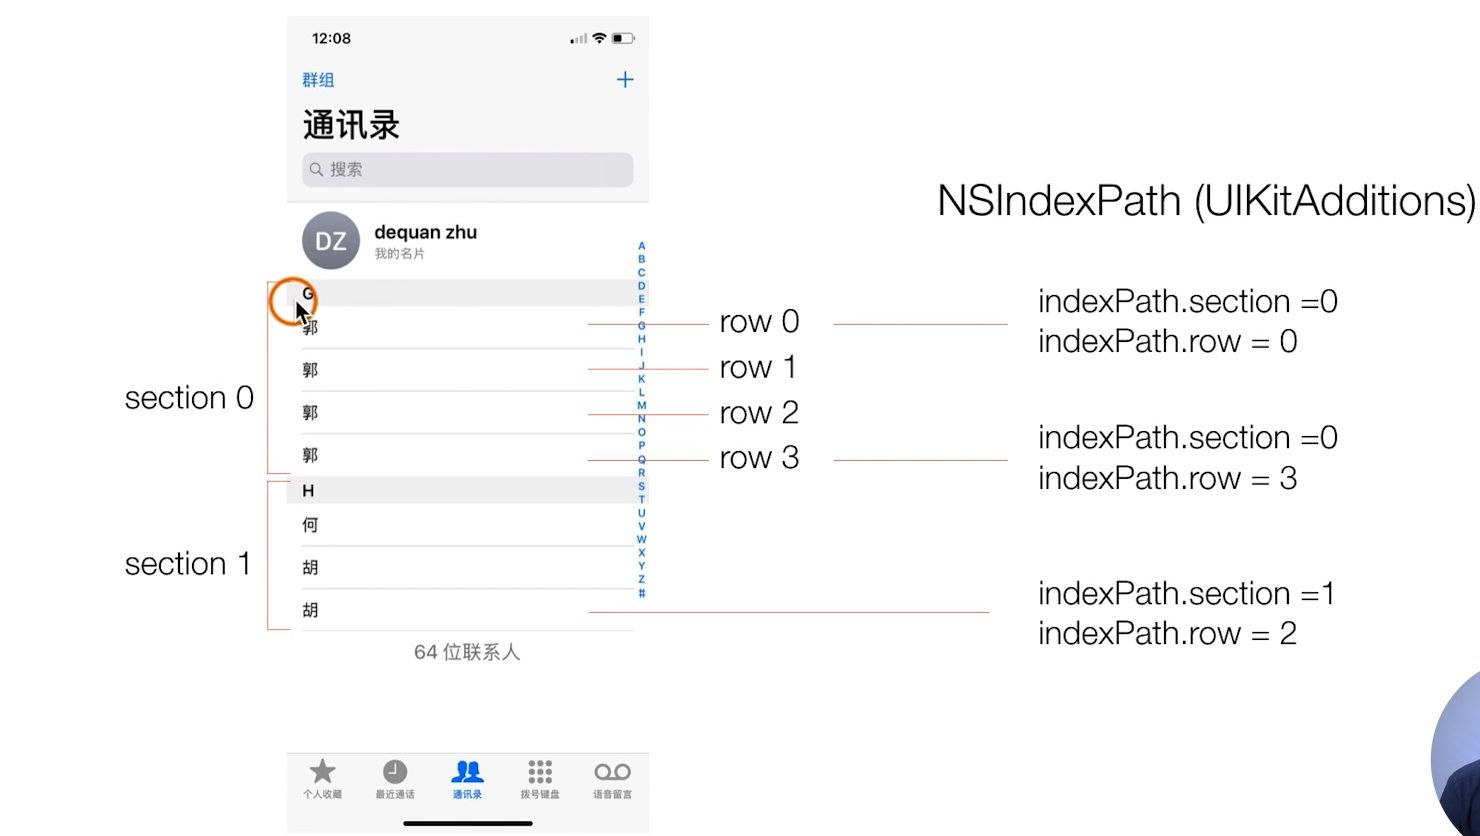 12:08
群组
+
通讯录
搜索
DZ
dequan zhu
我的名片
G
郭
郭
郭
郭
H
何
胡
胡
64 位联系人
A
B
C
D
E
F
G
H
I
J
K
L
M
N
O
P
Q
R
S
T
U
V
W
X
Y
Z
#
个人收藏
最近通话
通讯录
拨号键盘
语音留言
section 0
section 1
row 0
row 1
row 2
row 3
NSIndexPath (UIKitAdditions)
indexPath.section =0
indexPath.row = 0
indexPath.section =0
indexPath.row = 3
indexPath.section =1
indexPath.row = 2